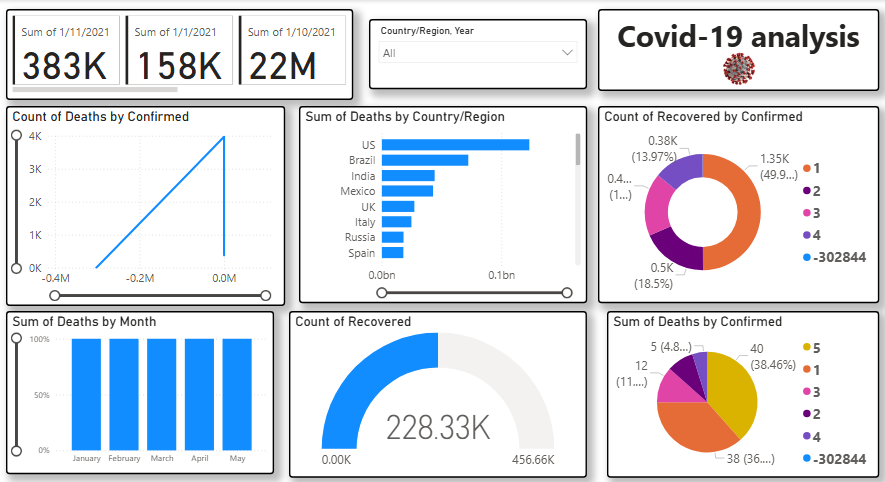 Sum of 1/11/2021
383K
Sum of 1/1/2021
158K
Sum of 1/10/2021
22M
Country/Region, Year
All
Covid-19 analysis
Count of Deaths by Confirmed
4K
3K
2K
1K
0K
-0.4M
-0.2M
0.0M
Sum of Deaths by Country/Region
US
Brazil
India
Mexico
UK
Italy
Russia
Spain
0.0bn
0.1bn
Count of Recovered by Confirmed
0.38K
(13.97%)
1.35K
(49.9...)
0.4...
(1...)
0.5K
(18.5%)
1
2
3
4
-302844
Sum of Deaths by Month
100%
50%
0%
January
February
March
April
May
Count of Recovered
228.33K
0.00K
456.66K
Sum of Deaths by Confirmed
5 (4.8...)
40
(38.46%)
12
(11....)
38 (36....)
5
1
3
2
4
-302844